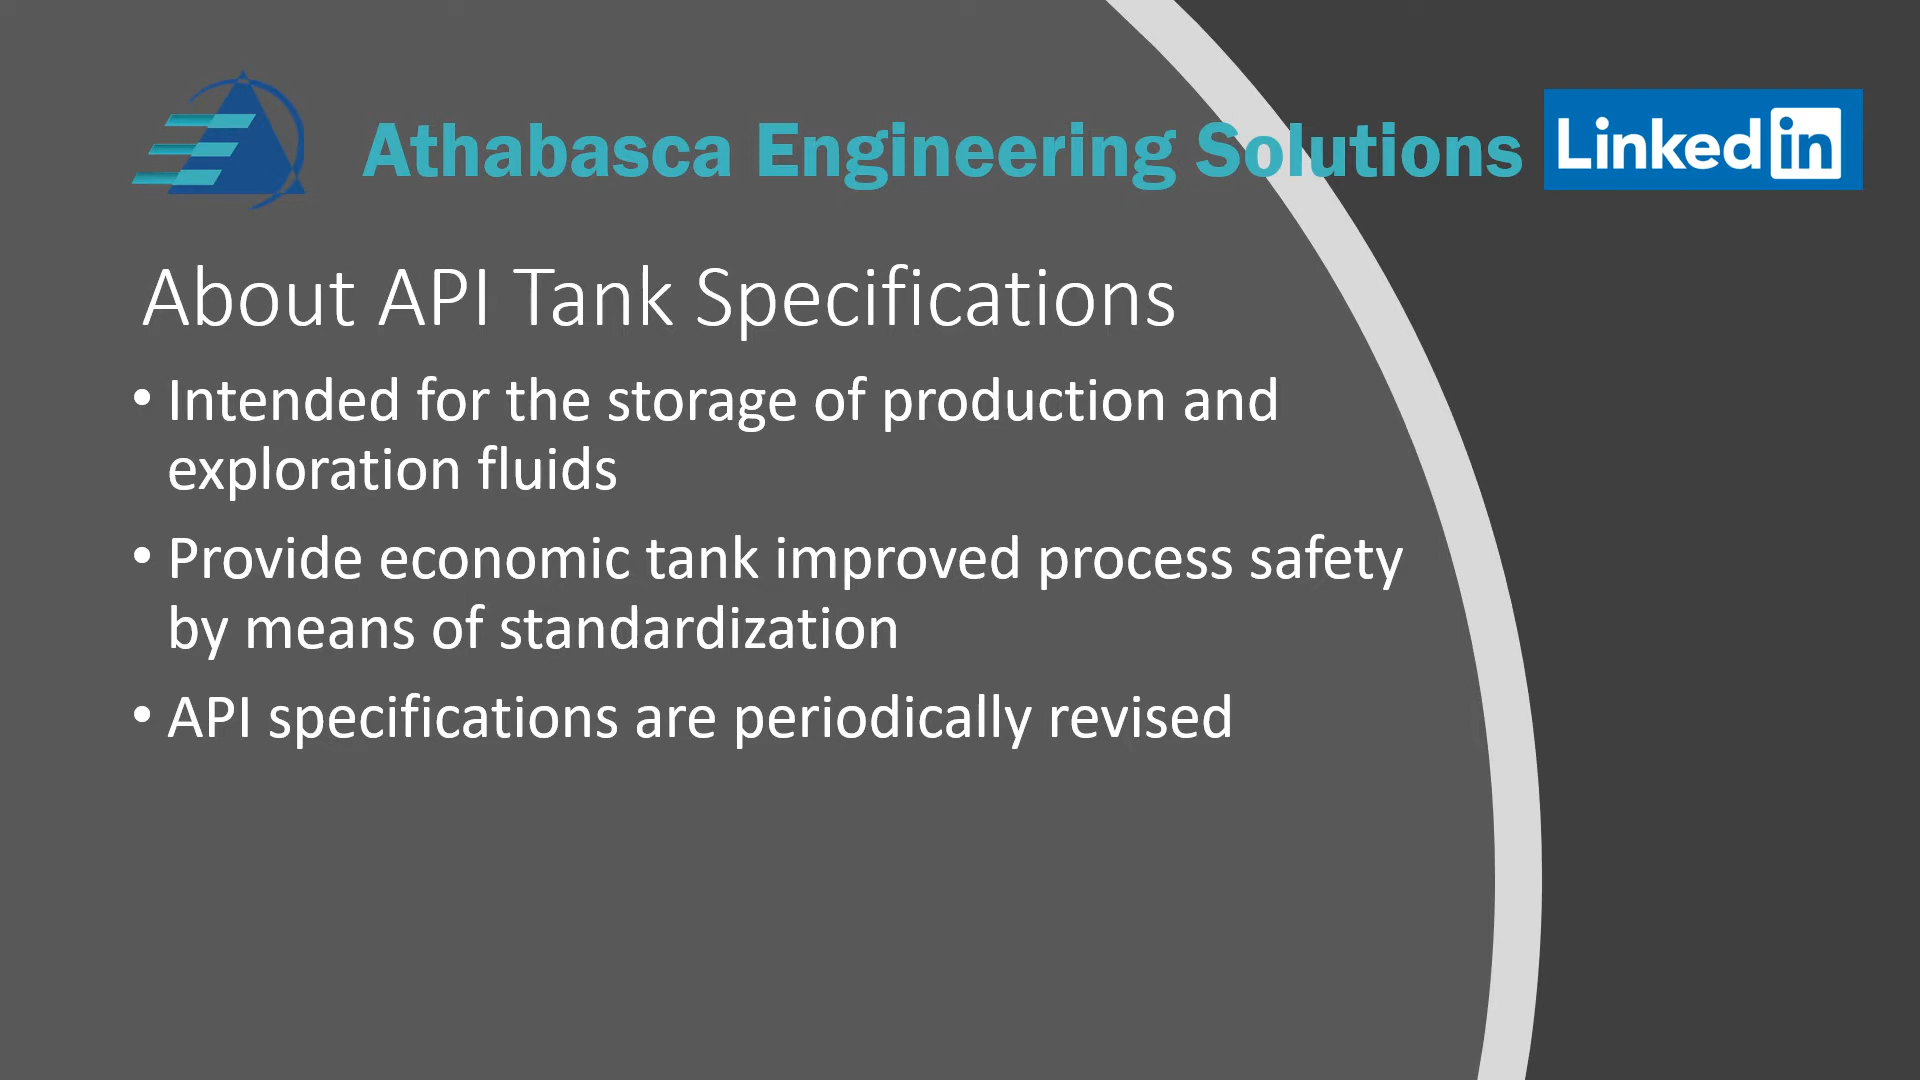 Athabasca Engineering Solutions LinkedIn
About API Tank Specifications
• Intended for the storage of production and
exploration fluids
• Provide economic tank improved process safety
by means of standardization
• API specifications are periodically revised